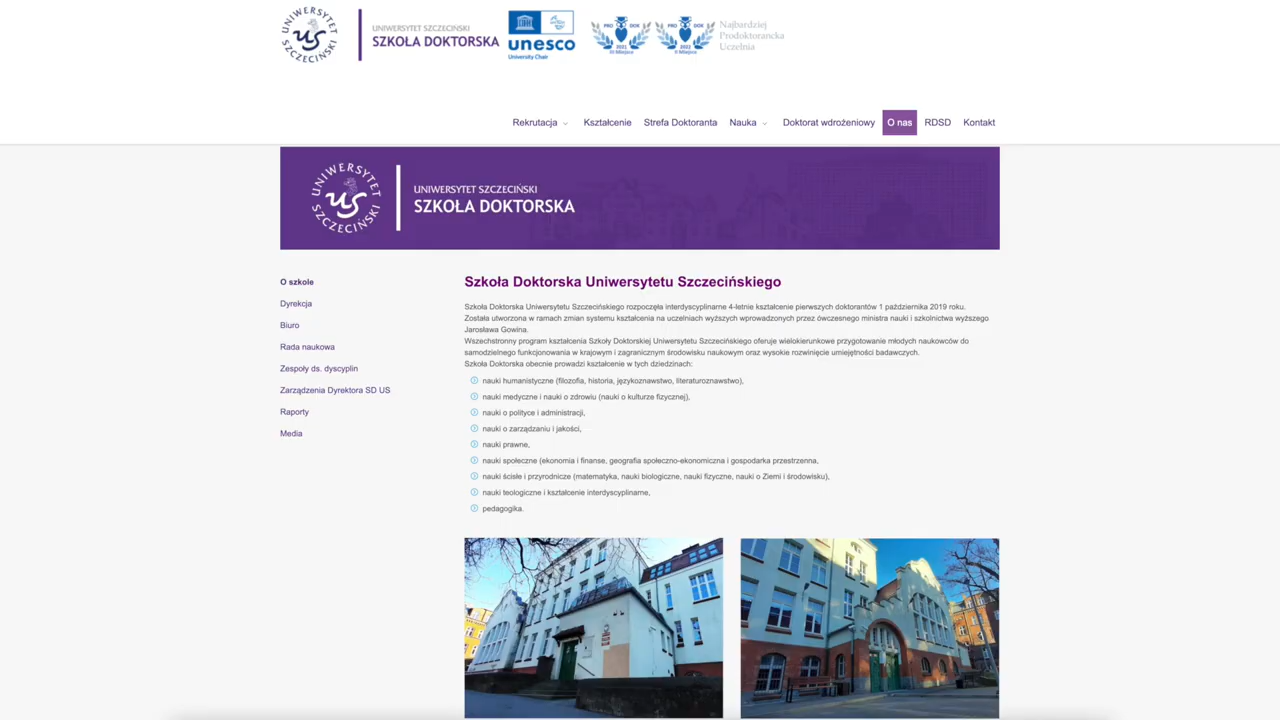 UNIWERSYTET SZCZECIŃSKI
UNIWERSYTET SZCZECIŃSKI
SZKOŁA DOKTORSKA
unesco
University Chair
PRO DOK
2021
III Miejsce
PRO DOK
2022
II Miejsce
Najbardziej
Prodoktorancka
Uczelnia
Rekrutacja Kształcenie Strefa Doktoranta Nauka Doktorat wdrożeniowy O nas RDSD Kontakt
UNIWERSYTET SZCZECIŃSKI
UNIWERSYTET SZCZECIŃSKI
SZKOŁA DOKTORSKA
O szkole
Dyrekcja
Biuro
Rada naukowa
Zespoły ds. dyscyplin
Zarządzenia Dyrektora SD US
Raporty
Media
Szkoła Doktorska Uniwersytetu Szczecińskiego
Szkoła Doktorska Uniwersytetu Szczecińskiego rozpoczęła interdyscyplinarne 4-letnie kształcenie pierwszych doktorantów 1 października 2019 roku.
Została utworzona w ramach zmian systemu kształcenia na uczelniach wyższych wprowadzonych przez ówczesnego ministra nauki i szkolnictwa wyższego
Jarosława Gowina.
Wszechstronny program kształcenia Szkoły Doktorskiej Uniwersytetu Szczecińskiego oferuje wielokierunkowe przygotowanie młodych naukowców do
samodzielnego funkcjonowania w krajowym i zagranicznym środowisku naukowym oraz wysokie rozwinięcie umiejętności badawczych.
Szkoła Doktorska obecnie prowadzi kształcenie w tych dziedzinach:
nauki humanistyczne (filozofia, historia, językoznawstwo, literaturoznawstwo),
nauki medyczne i nauki o zdrowiu (nauki o kulturze fizycznej),
nauki o polityce i administracji,
nauki o zarządzaniu i jakości,
nauki prawne,
nauki społeczne (ekonomia i finanse, geografia społeczno-ekonomiczna i gospodarka przestrzenna,
nauki ścisłe i przyrodnicze (matematyka, nauki biologiczne, nauki fizyczne, nauki o Ziemi i środowisku),
nauki teologiczne i kształcenie interdyscyplinarne,
pedagogika.